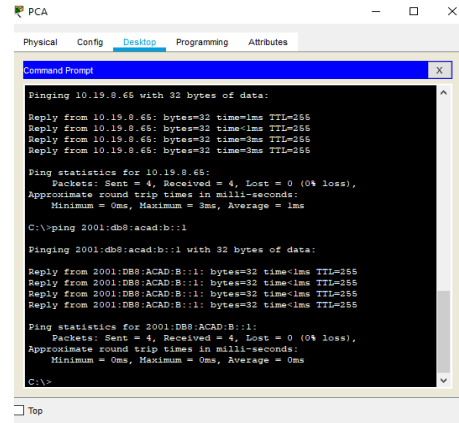 PCA
Physical Config Desktop Programming Attributes
Command Prompt X
Pinging 10.19.8.65 with 32 bytes of data:
Reply from 10.19.8.65: bytes=32 time=1ms TTL=255
Reply from 10.19.8.65: bytes=32 time<1ms TTL=255
Reply from 10.19.8.65: bytes=32 time=3ms TTL=255
Reply from 10.19.8.65: bytes=32 time=3ms TTL=255
Ping statistics for 10.19.8.65:
Packets: Sent = 4, Received = 4, Lost = 0 (0% loss),
Approximate round trip times in milli-seconds:
Minimum = 0ms, Maximum = 3ms, Average = 1ms
C:\>ping 2001:db8:acad:b::1
Pinging 2001:db8:acad:b::1 with 32 bytes of data:
Reply from 2001:DB8:ACAD:B::1: bytes=32 time<1ms TTL=255
Reply from 2001:DB8:ACAD:B::1: bytes=32 time<1ms TTL=255
Reply from 2001:DB8:ACAD:B::1: bytes=32 time<1ms TTL=255
Reply from 2001:DB8:ACAD:B::1: bytes=32 time<1ms TTL=255
Ping statistics for 2001:DB8:ACAD:B::1:
Packets: Sent = 4, Received = 4, Lost = 0 (0% loss),
Approximate round trip times in milli-seconds:
Minimum = 0ms, Maximum = 0ms, Average = 0ms
C:\>
Top